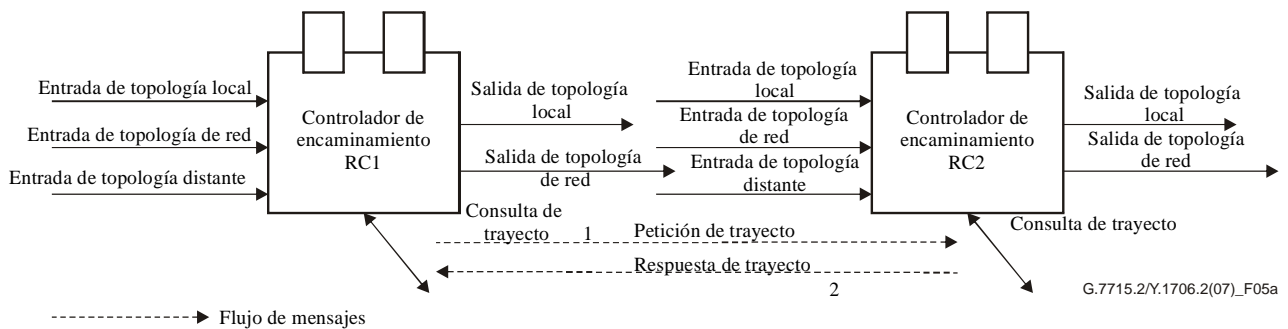 Entrada de topología local
Entrada de topología de red
Entrada de topología distante
Controlador de
encaminamiento
RC1
Salida de topología
local
Salida de topología
de red
Consulta de
trayecto
Entrada de topología
local
Entrada de topología
de red
Entrada de topología
distante
Controlador de
encaminamiento
RC2
Salida de topología
local
Salida de topología
de red
Consulta de trayecto
1
Petición de trayecto
Respuesta de trayecto
2
G.7715.2/Y.1706.2(07)_F05a
Flujo de mensajes